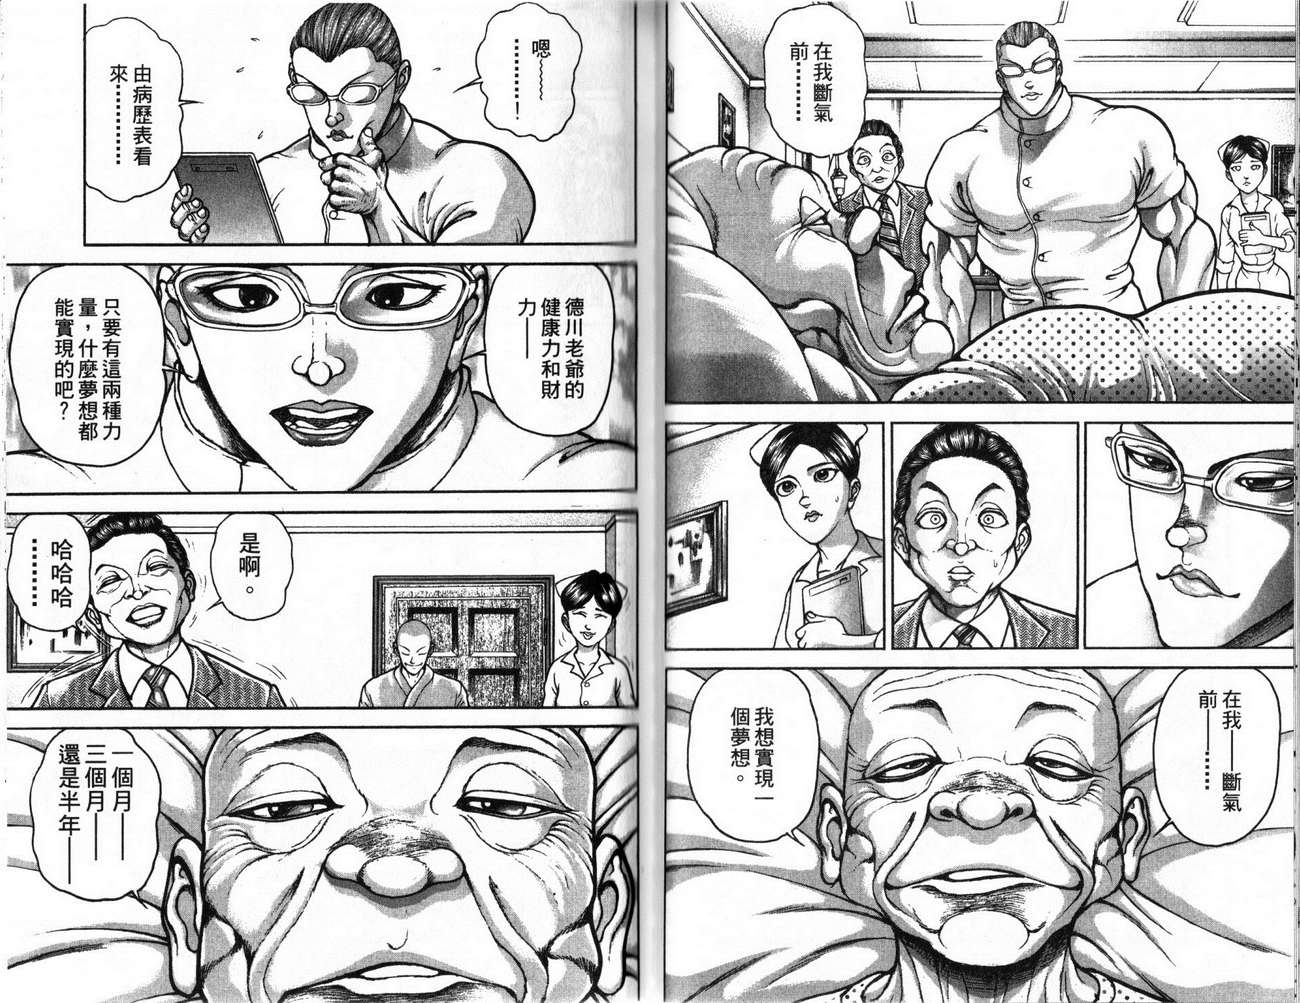 在我斷氣
前………
在我——斷氣
前——……
我想實現一
個夢想。
嗯~~~~
………！
由病歷表看
來…………
德川老爺的
健康力和財
力——
只要有這兩種力
量，什麼夢想都
能實現的吧？
是啊。
哈哈哈
………
一個月——
三個月——
還是半年——